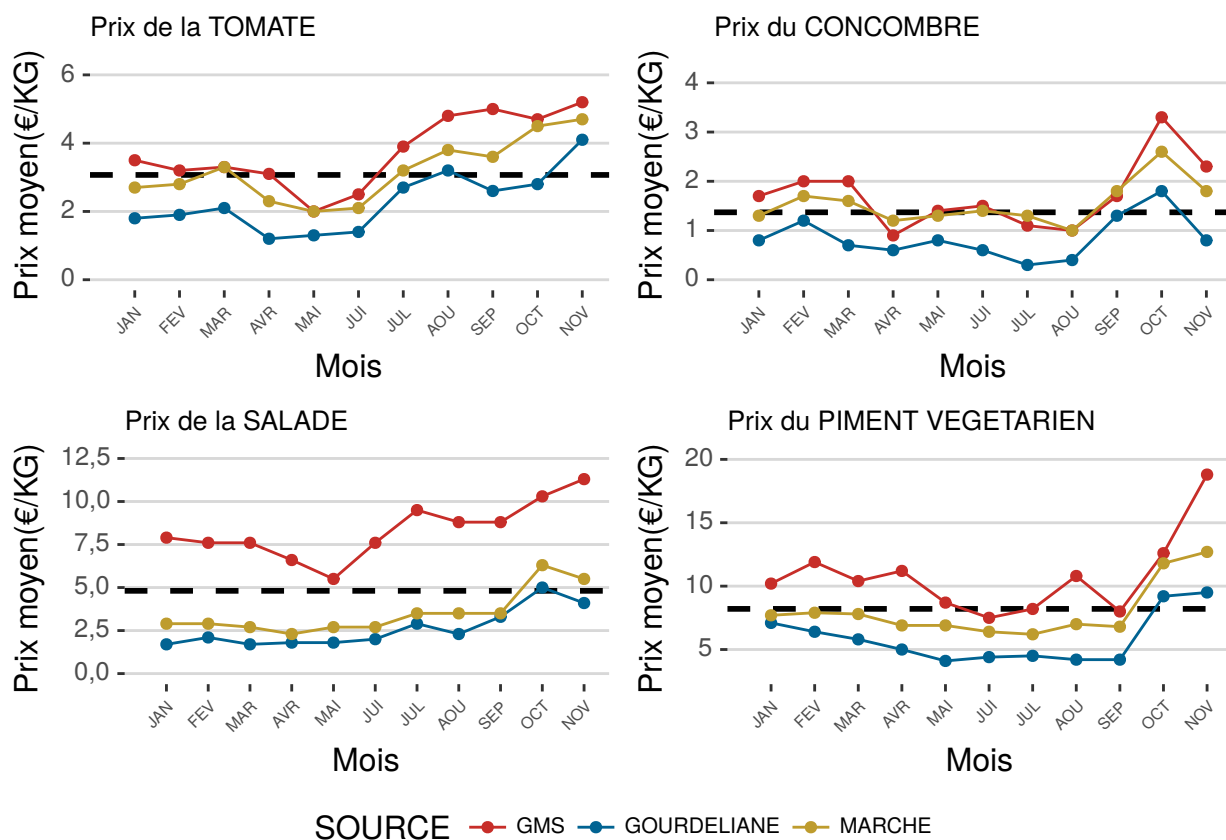 Prix de la TOMATE
Prix moyen(€/KG)
6
4
2
0
JAN FEV MAR AVR MAI JUI JUL AOU SEP OCT NOV
Mois
Prix du CONCOMBRE
Prix moyen(€/KG)
4
3
2
1
0
JAN FEV MAR AVR MAI JUI JUL AOU SEP OCT NOV
Mois
Prix de la SALADE
Prix moyen(€/KG)
12,5
10,0
7,5
5,0
2,5
0,0
JAN FEV MAR AVR MAI JUI JUL AOU SEP OCT NOV
Mois
Prix du PIMENT VEGETARIEN
Prix moyen(€/KG)
20
15
10
5
JAN FEV MAR AVR MAI JUI JUL AOU SEP OCT NOV
Mois
SOURCE GMS GOURDELIANE MARCHE